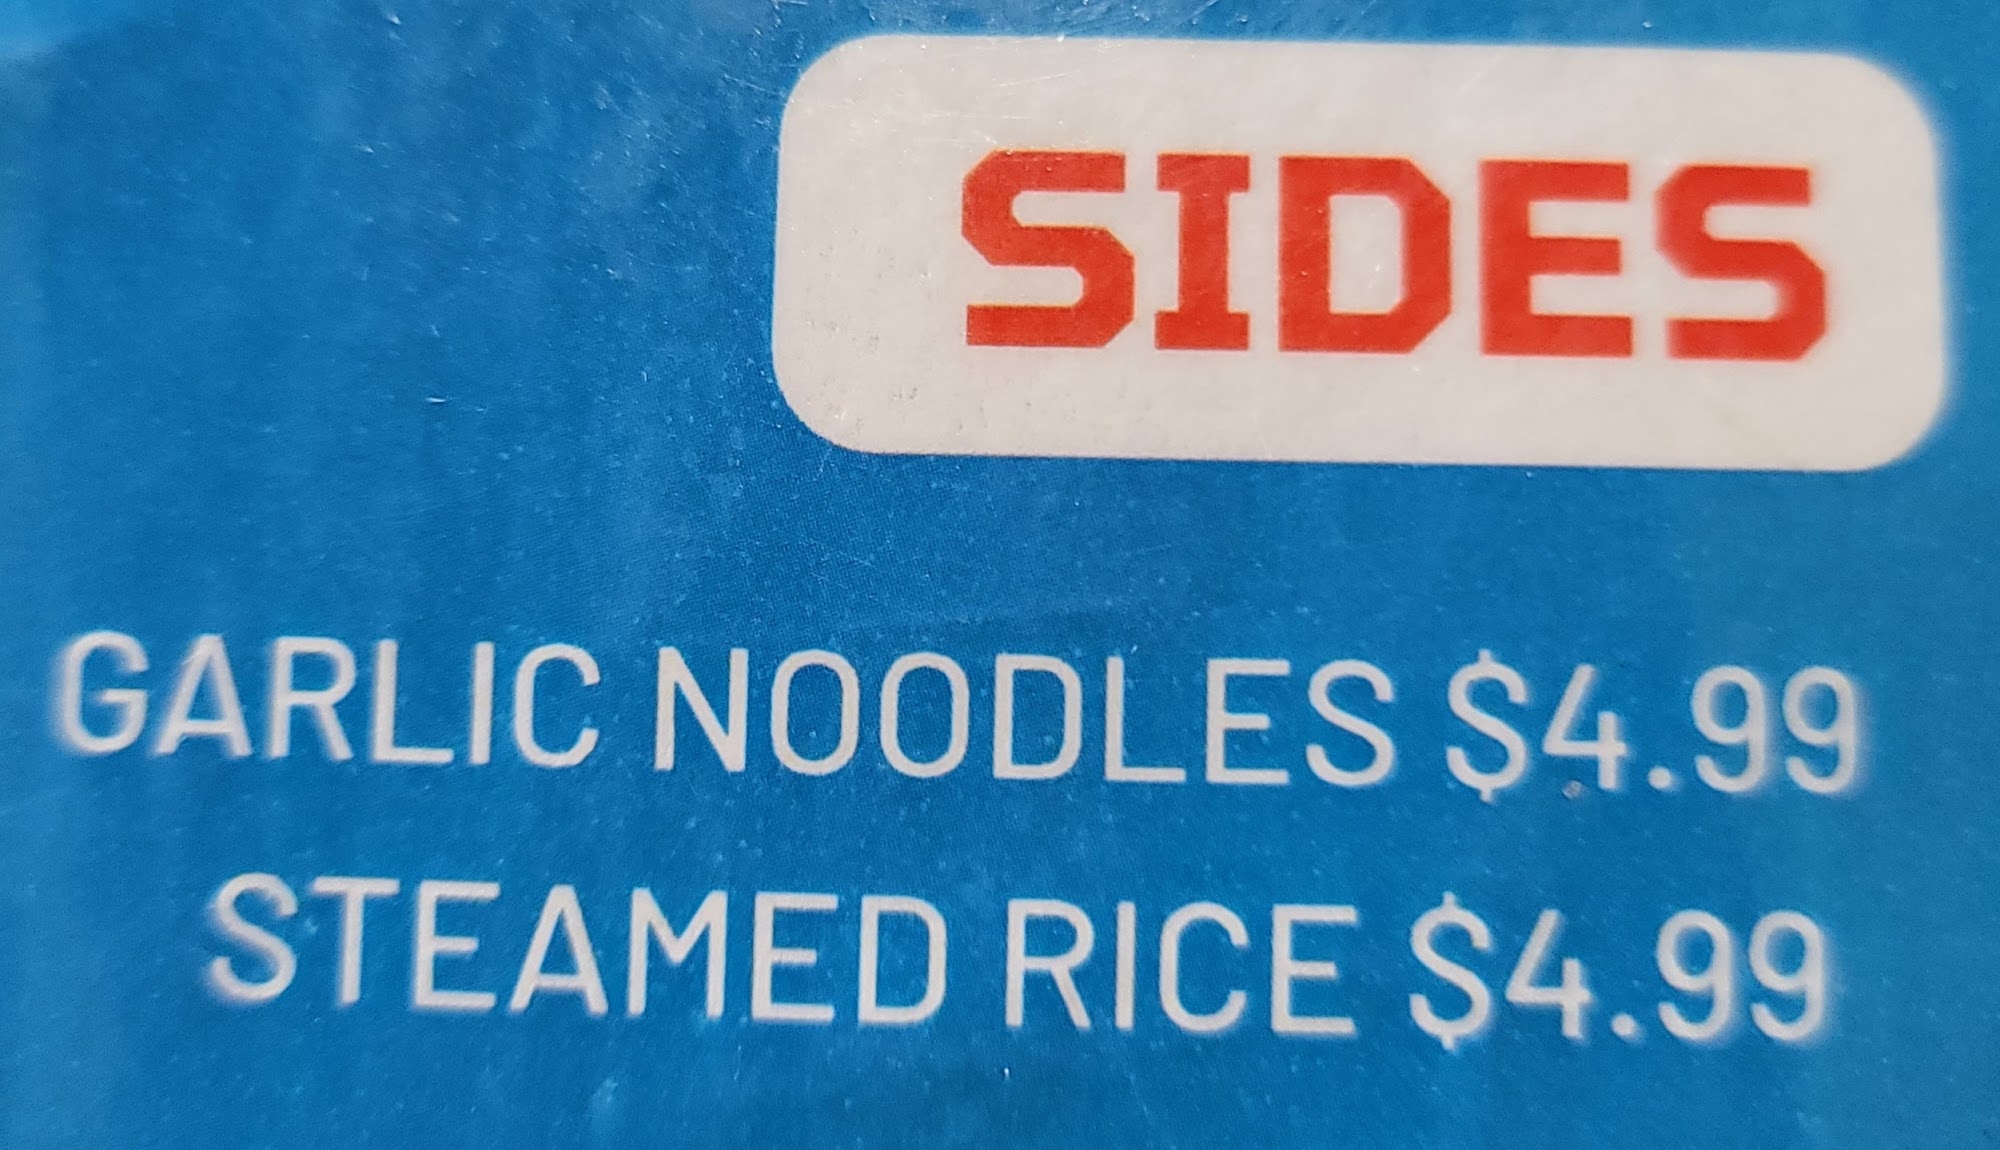 SIDES
GARLIC NOODLES $4.99
STEAMED RICE $4.99